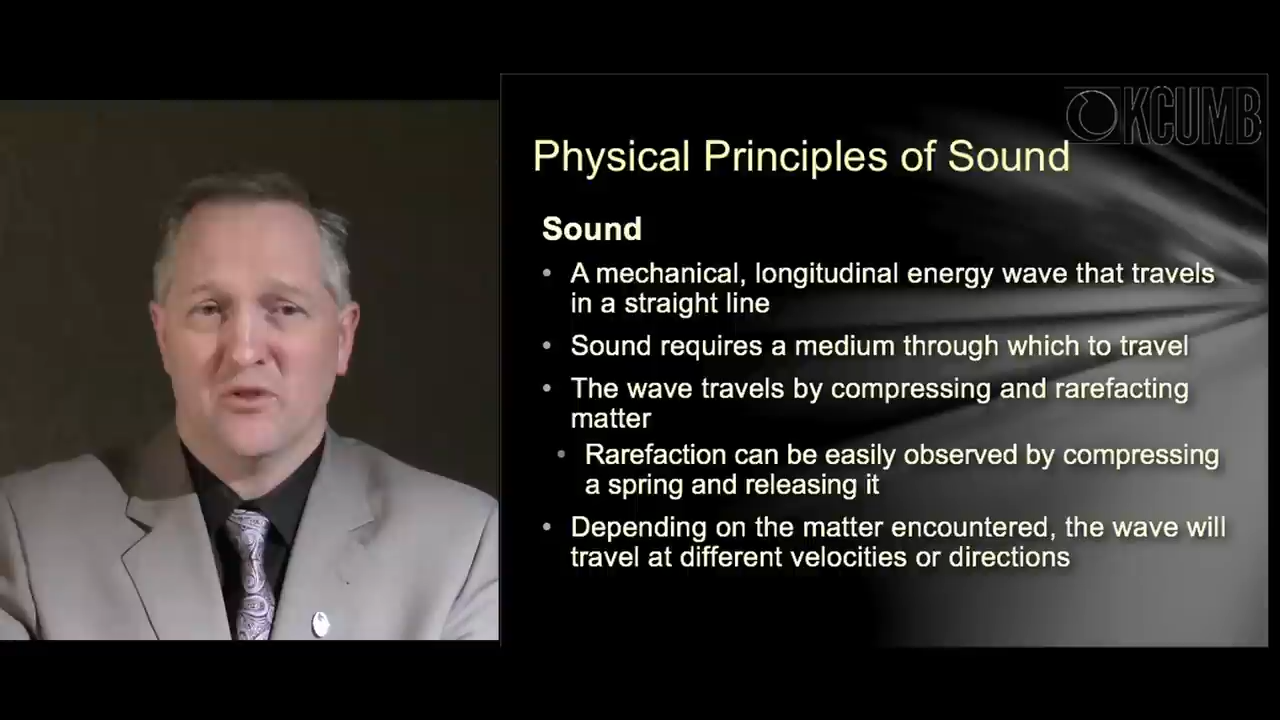 KCUMB
Physical Principles of Sound
Sound
• A mechanical, longitudinal energy wave that travels
in a straight line
• Sound requires a medium through which to travel
• The wave travels by compressing and rarefacting
matter
• Rarefaction can be easily observed by compressing
a spring and releasing it
• Depending on the matter encountered, the wave will
travel at different velocities or directions